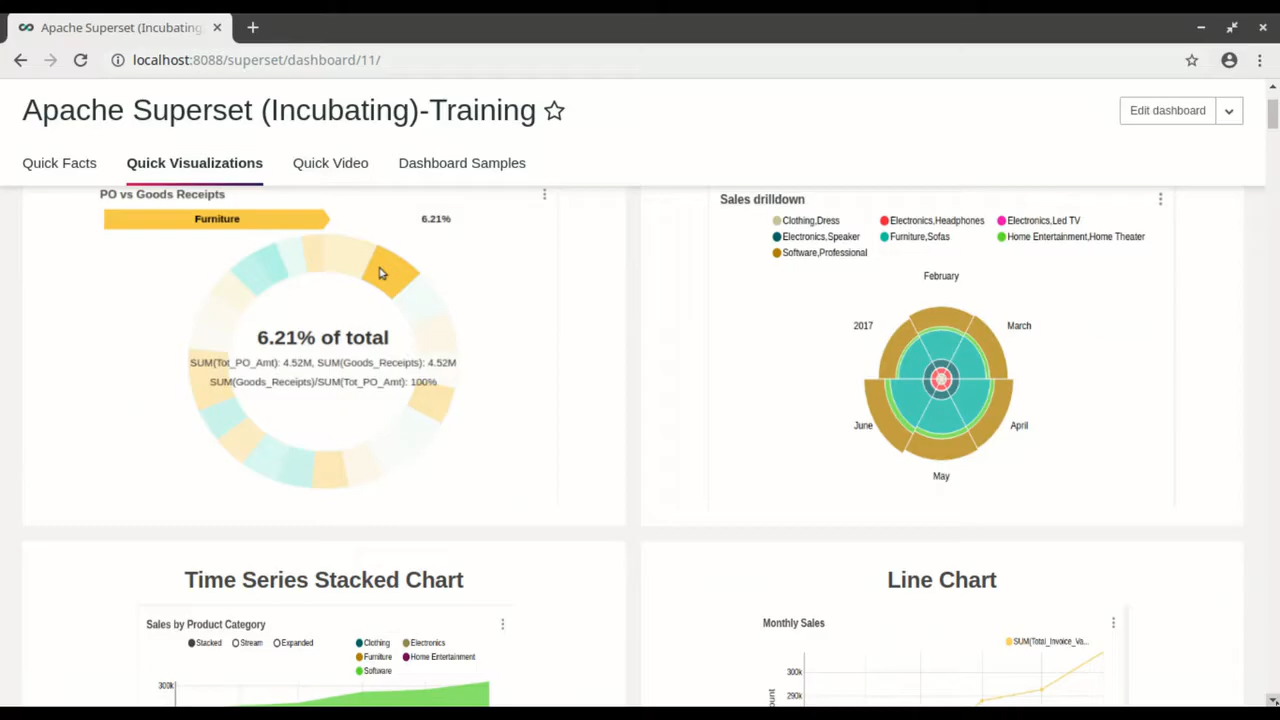 Apache Superset (Incubating)
localhost:8088/superset/dashboard/11/
Apache Superset (Incubating)-Training
Edit dashboard
Quick Facts
Quick Visualizations
Quick Video
Dashboard Samples
PO vs Goods Receipts
Furniture 6.21%
6.21% of total
SUM(Tot_PO_Amt): 4.52M, SUM(Goods_Receipts): 4.52M
SUM(Goods_Receipts)/SUM(Tot_PO_Amt): 100%
Sales drilldown
Clothing,Dress Electronics,Headphones Electronics,Led TV
Electronics,Speaker Furniture,Sofas Home Entertainment,Home Theater
Software,Professional
February
2017 March
June April
May
Time Series Stacked Chart
Sales by Product Category
Stacked Stream Expanded
Clothing Electronics
Furniture Home Entertainment
Software
300k
Line Chart
Monthly Sales
SUM(Total_Invoice_Va...
300k
290k